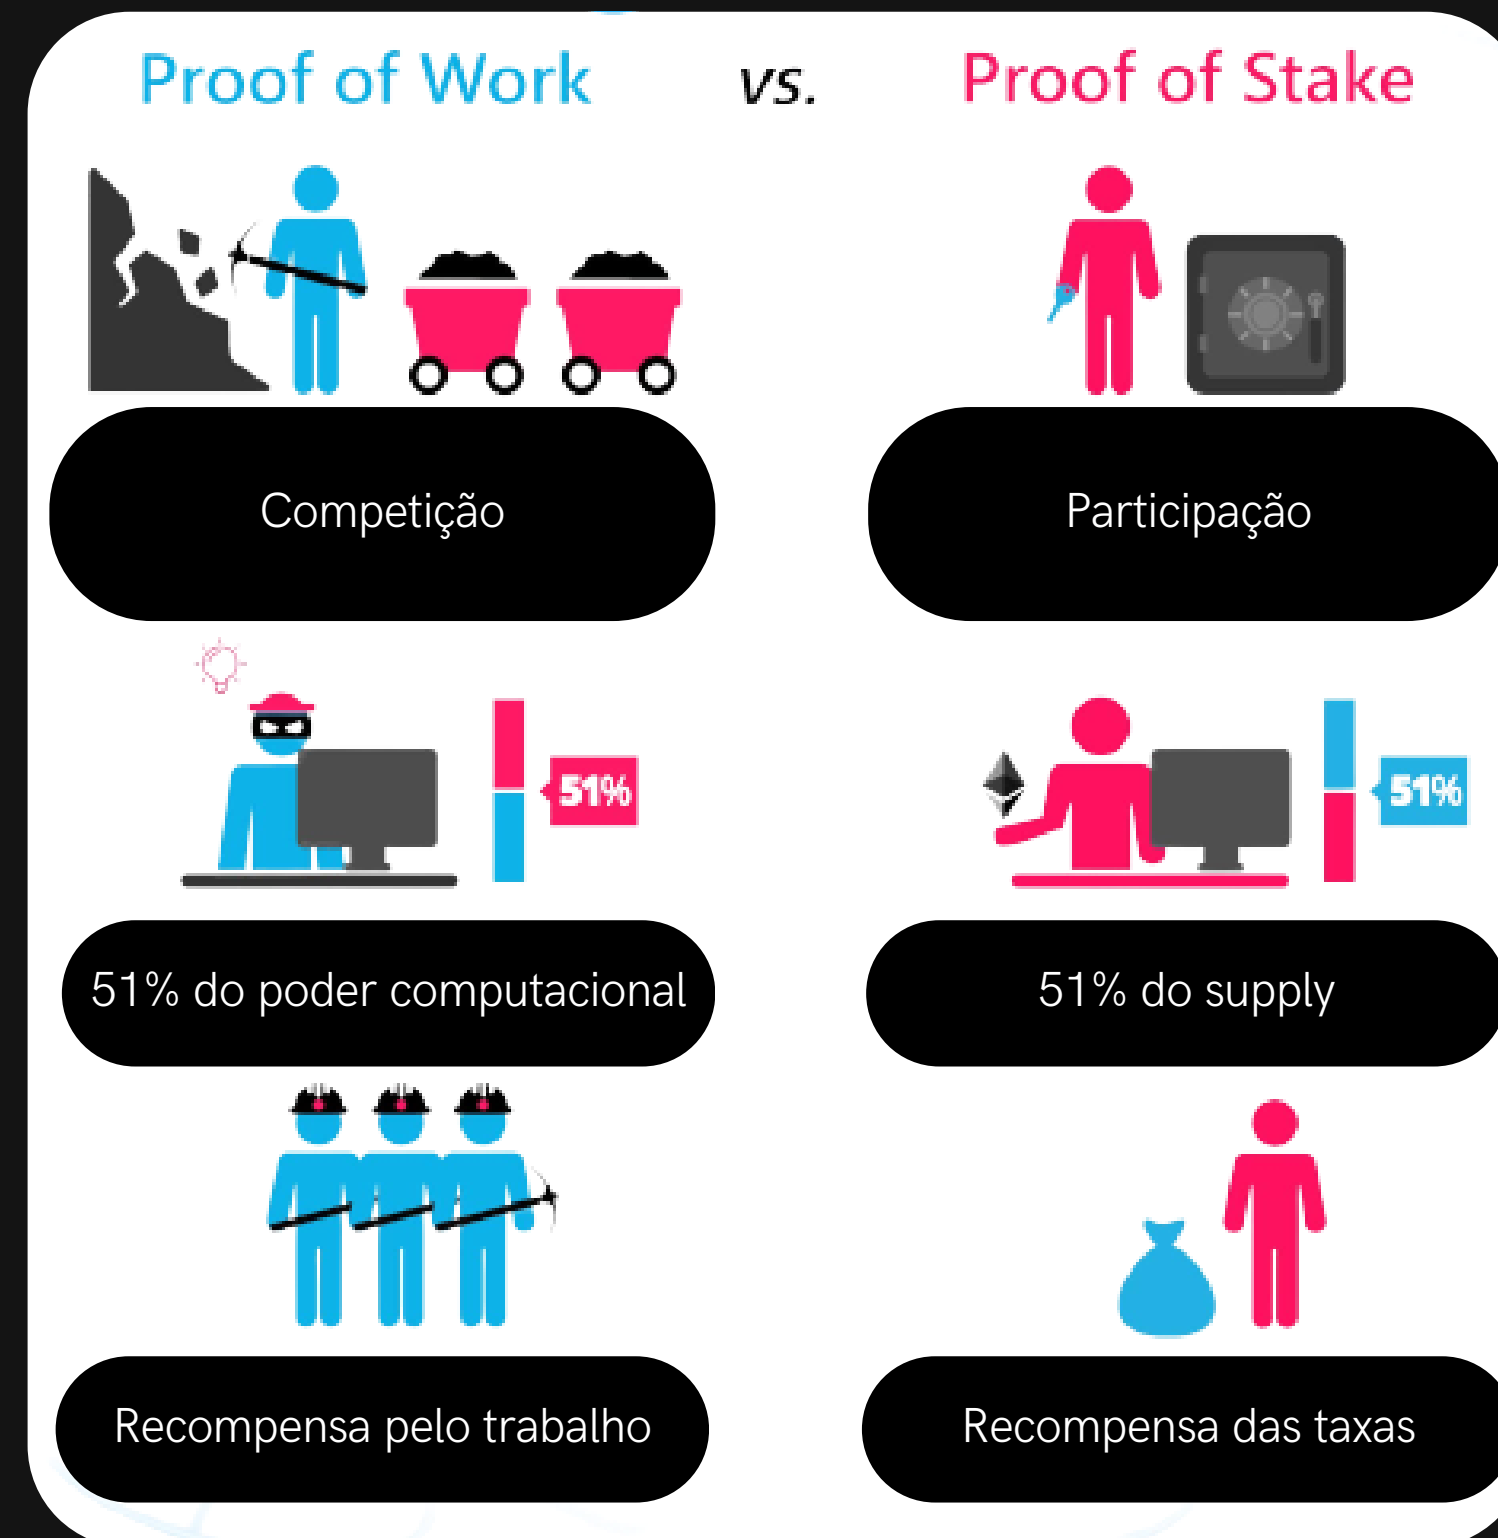 Proof of Work vs. Proof of Stake
Competição
Participação
51%
51%
51% do poder computacional
51% do supply
Recompensa pelo trabalho
Recompensa das taxas